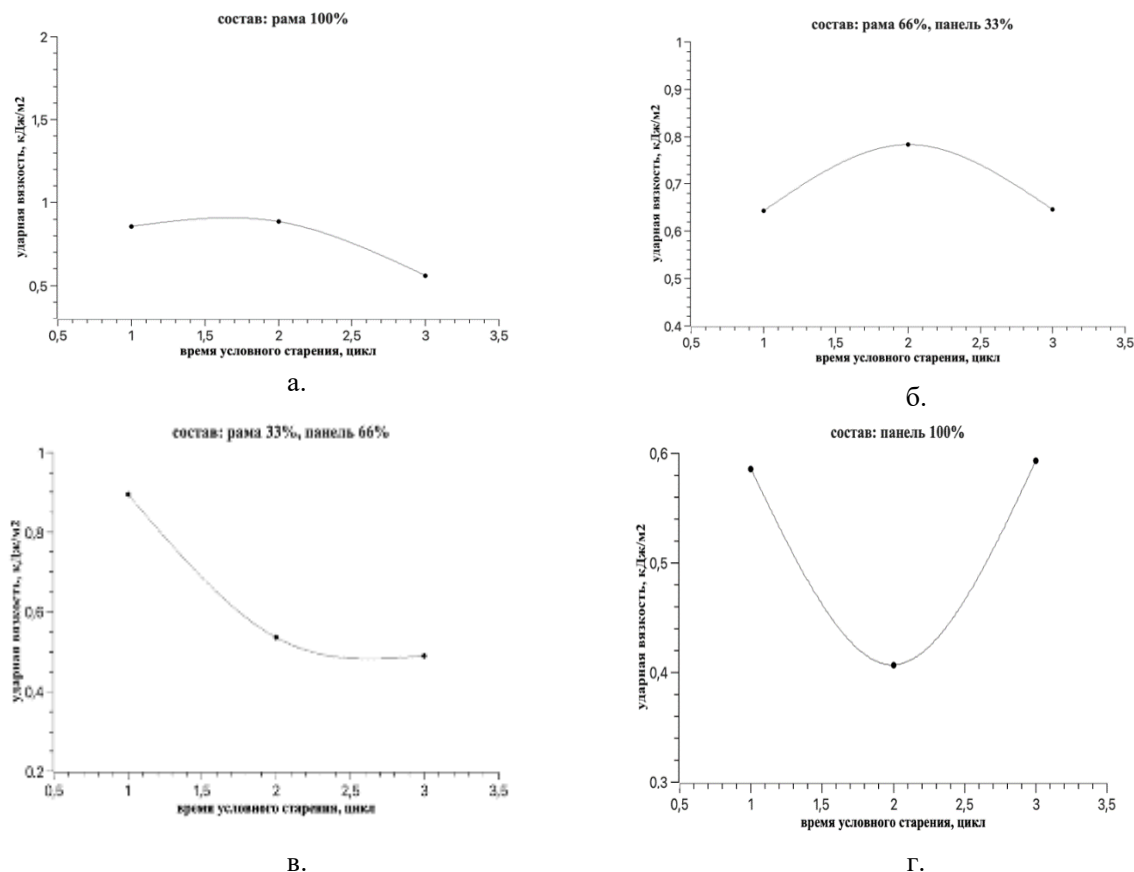 состав: рама 100%
ударная вязкость, кДж/м2
2
1,5
1
0,5
0,5 1 1,5 2 2,5 3 3,5
время условного старения, цикл
а.
состав: рама 66%, панель 33%
ударная вязкость, кДж/м2
1
0,9
0,8
0,7
0,6
0,5
0.4
0,5 1 1,5 2 2,5 3 3,5
время условного старения, цикл
б.
состав: рама 33%, панель 66%
ударная вязкость, кДж/м2
1
0,8
0,6
0,4
0.2
0,5 1 1,5 2 2,5 3 3,5
время условного старения, цикл
в.
состав: панель 100%
ударная вязкость, кДж/м2
0,6
0,5
0,4
0.3
0,5 1 1,5 2 2,5 3 3,5
время условного старения, цикл
г.